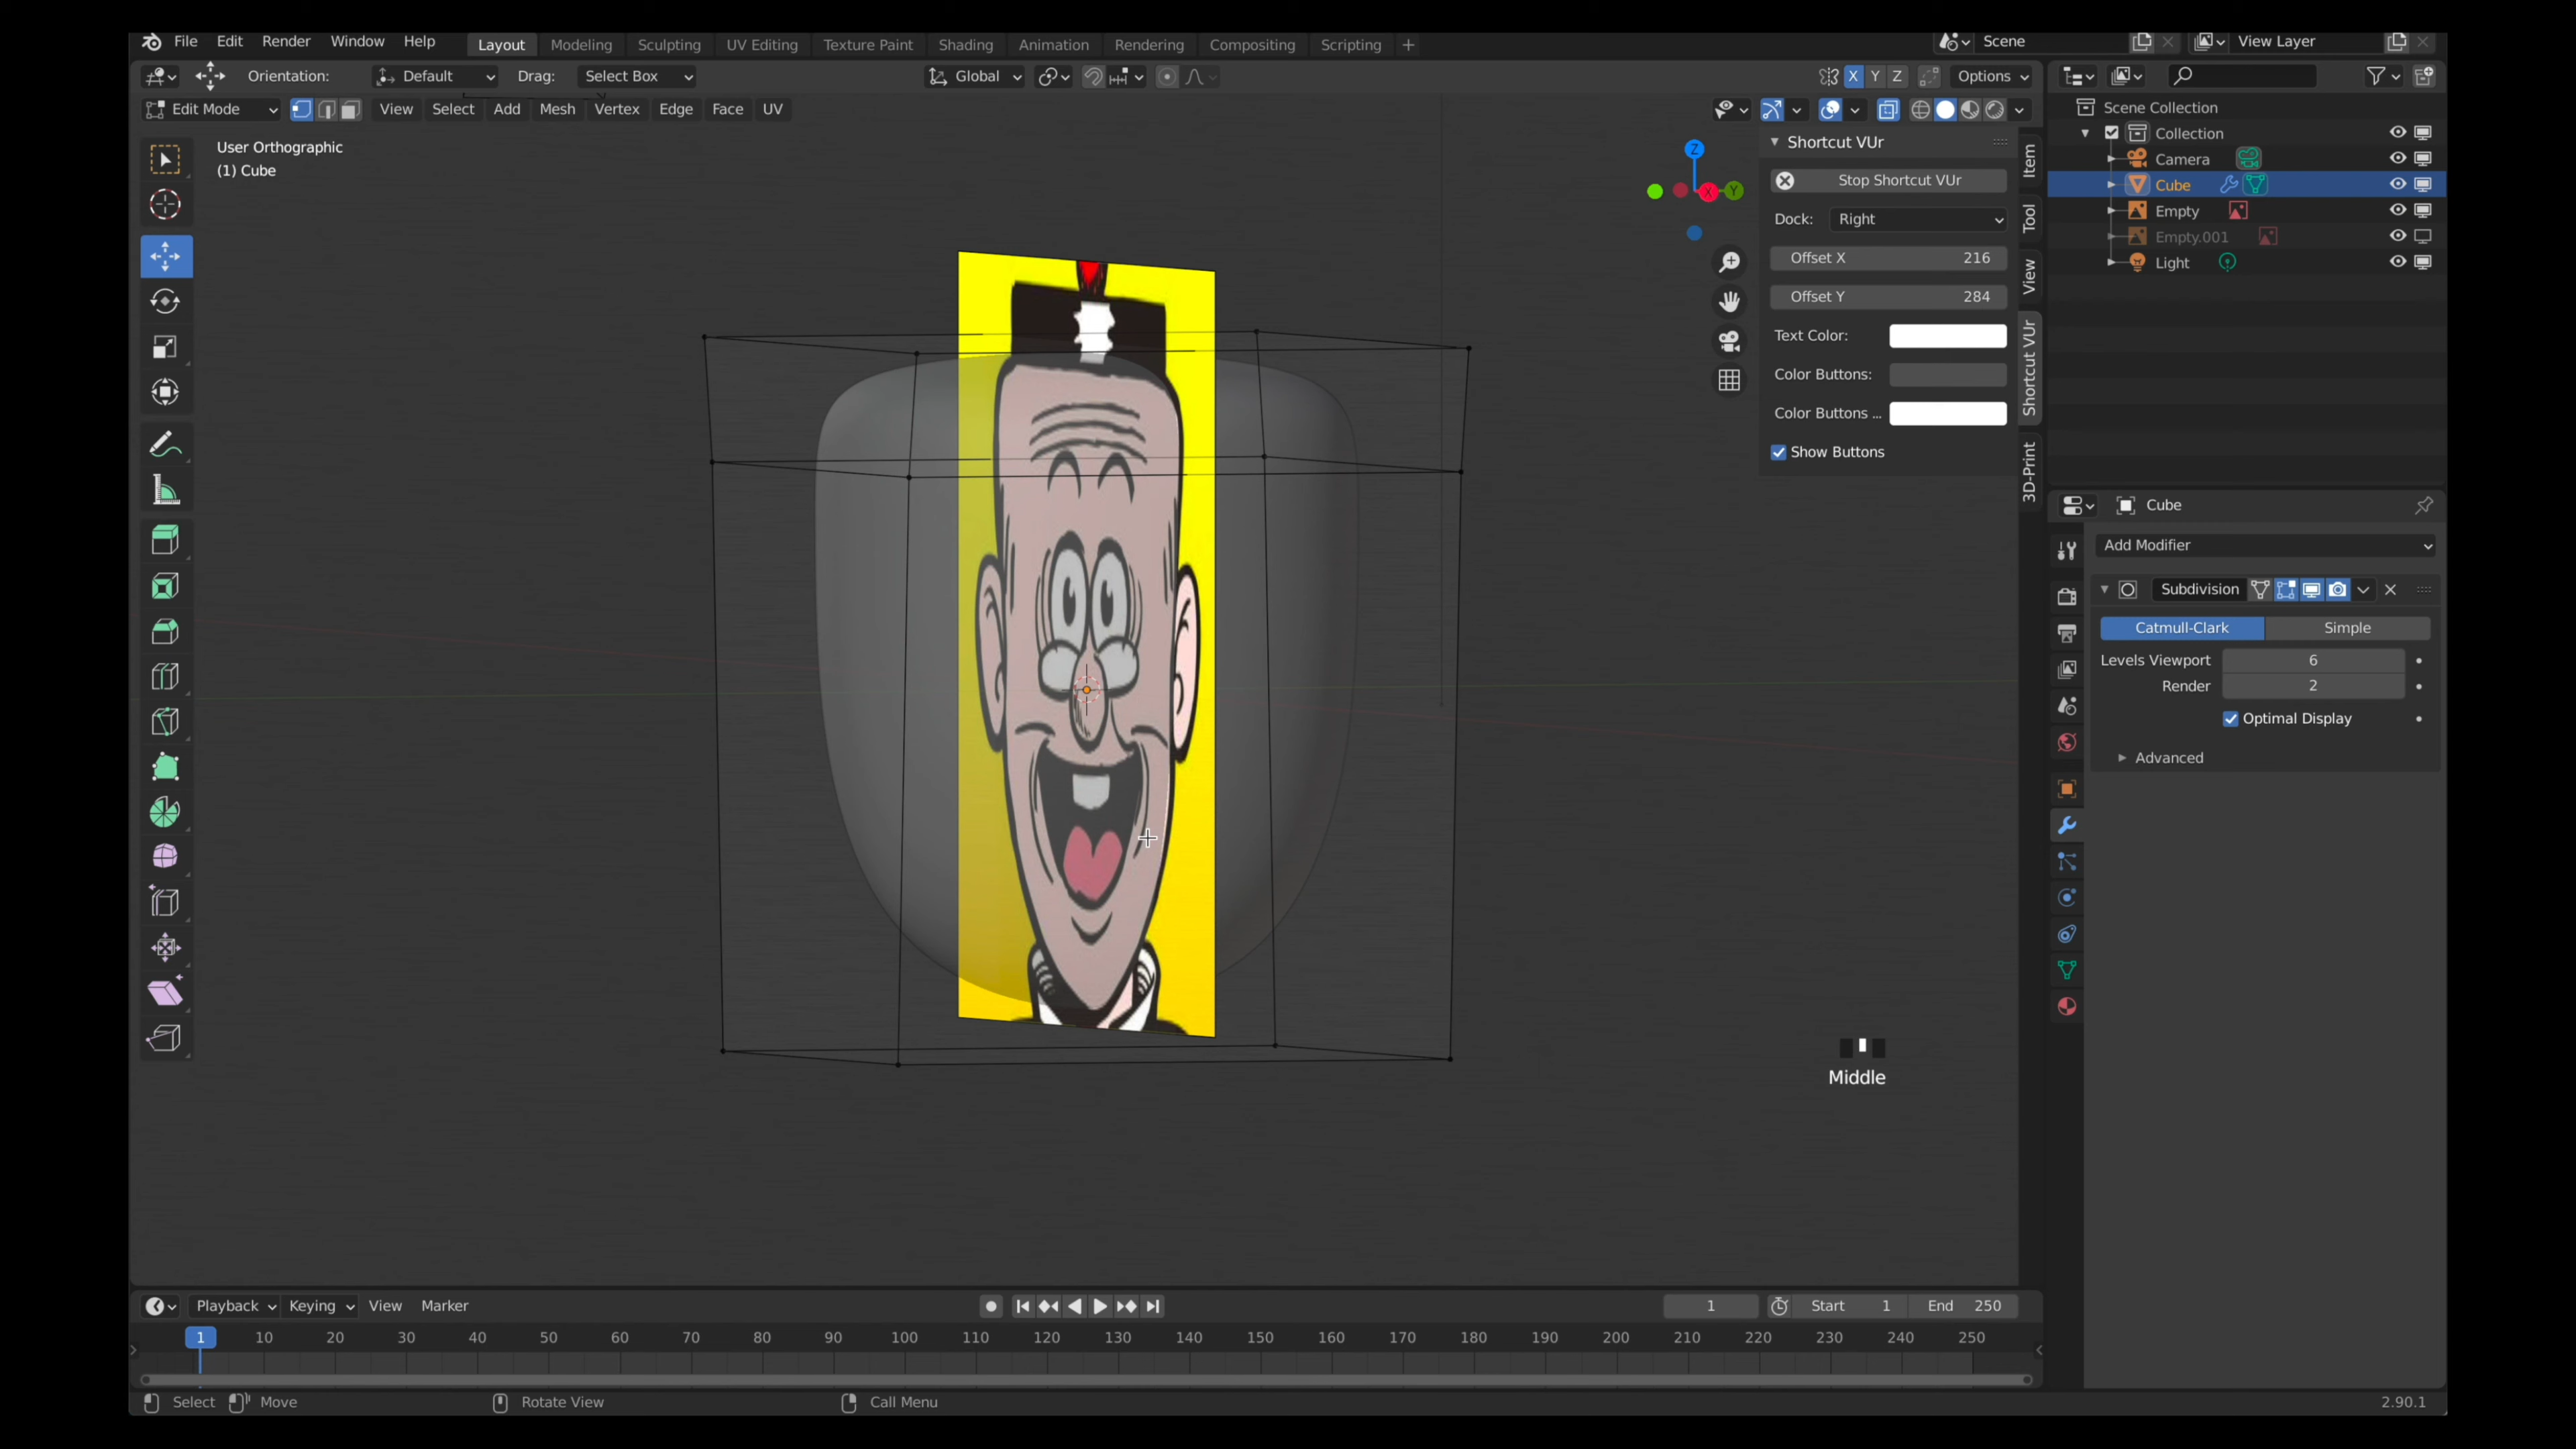 File Edit Render Window Help Layout Modeling Sculpting UV Editing Texture Paint Shading Animation Rendering Compositing Scripting + Scene View Layer
Orientation: Default Drag: Select Box Global X Y Z Options
Edit Mode View Select Add Mesh Vertex Edge Face UV
User Orthographic
(1) Cube
Z
X
Y
Shortcut VUr
Stop Shortcut VUr
Dock: Right
Offset X 216
Offset Y 284
Text Color:
Color Buttons:
Color Buttons ...
Show Buttons
Item
Tool
View
Shortcut VUr
3D-Print
Scene Collection
Collection
Camera
Cube
Empty
Empty.001
Light
Cube
Add Modifier
Subdivision
Catmull-Clark Simple
Levels Viewport 6
Render 2
Optimal Display
Advanced
Middle
Playback Keying View Marker 1 Start 1 End 250
1 10 20 30 40 50 60 70 80 90 100 110 120 130 140 150 160 170 180 190 200 210 220 230 240 250
Select Move Rotate View Call Menu 2.90.1